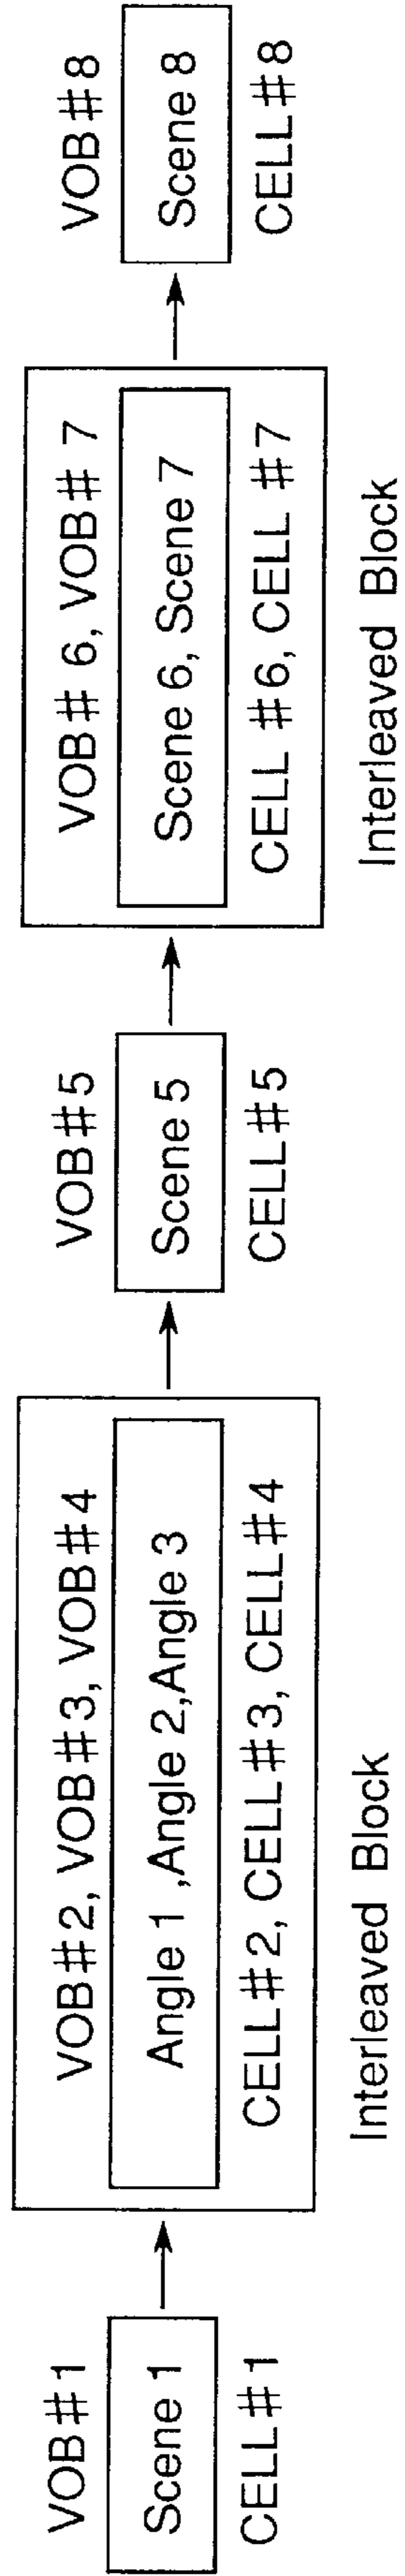 VOB#1
Scene 1
CELL#1
VOB#2, VOB#3, VOB#4
Angle 1 ,Angle 2,Angle 3
CELL#2, CELL#3, CELL#4
Interleaved Block
VOB#5
Scene 5
CELL#5
VOB# 6, VOB# 7
Scene 6, Scene 7
CELL #6, CELL #7
Interleaved Block
VOB#8
Scene 8
CELL#8